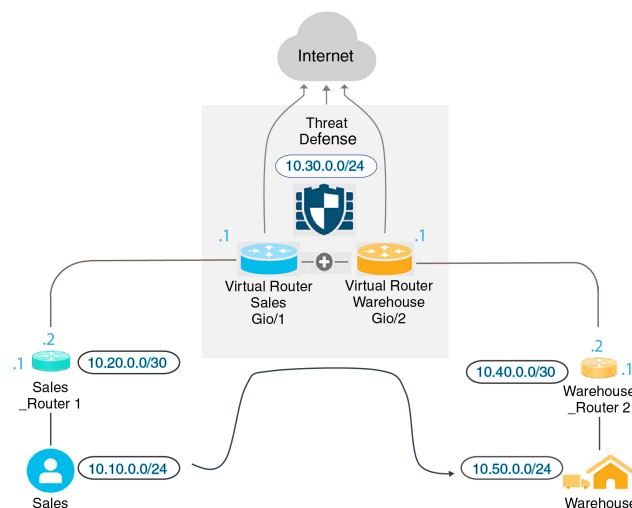 Internet
Threat
Defense
10.30.0.0/24
.1
.1
Virtual Router
Sales
Gio/1
Virtual Router
Warehouse
Gio/2
.2
.1
10.20.0.0/30
Sales
_Router 1
.2
10.40.0.0/30
.1
Warehouse
_Router 2
10.10.0.0/24
Sales
10.50.0.0/24
Warehouse